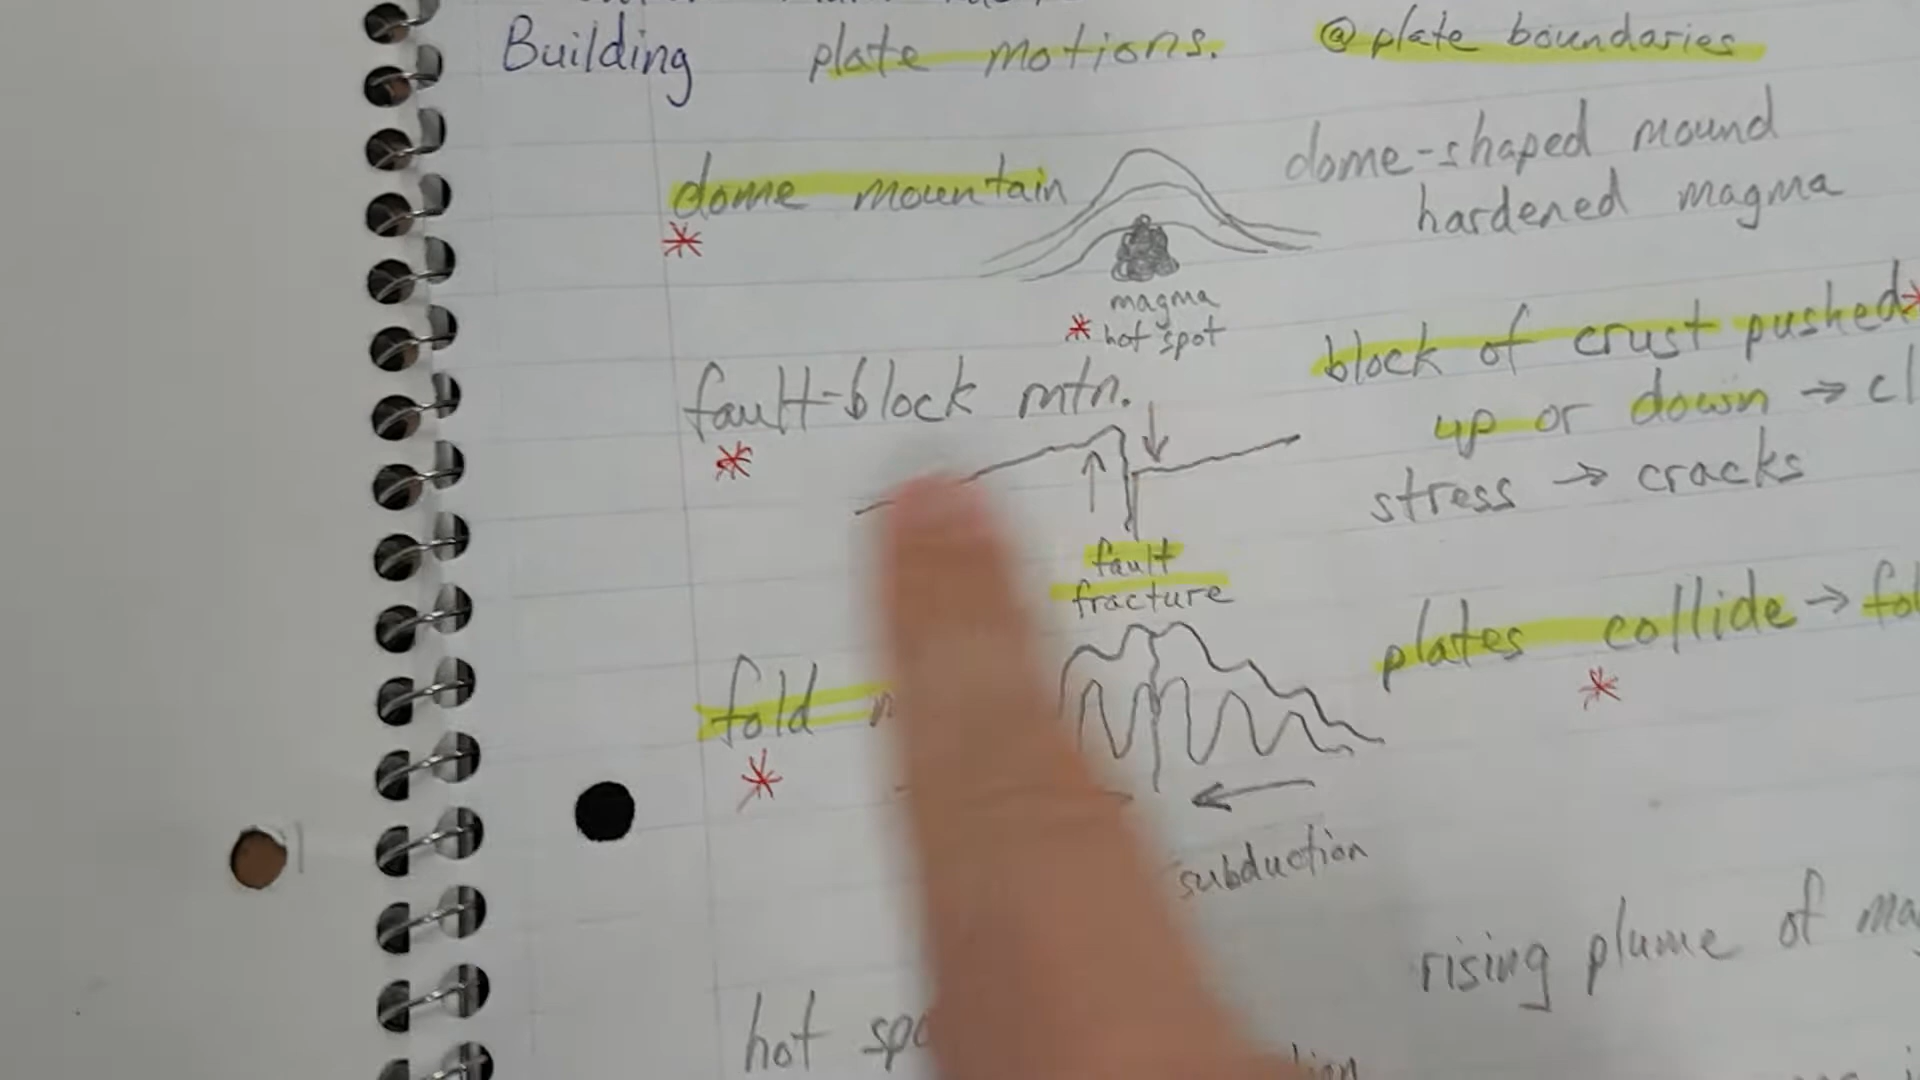 Building plate motions. @plate boundaries
dome mountain dome-shaped mound
hardened magma
magma
* hot spot
fault-block mtn. block of crust pushed
up or down →
stress → cracks
fault
fracture
fold plates collide →
subduction
rising plume of
hot